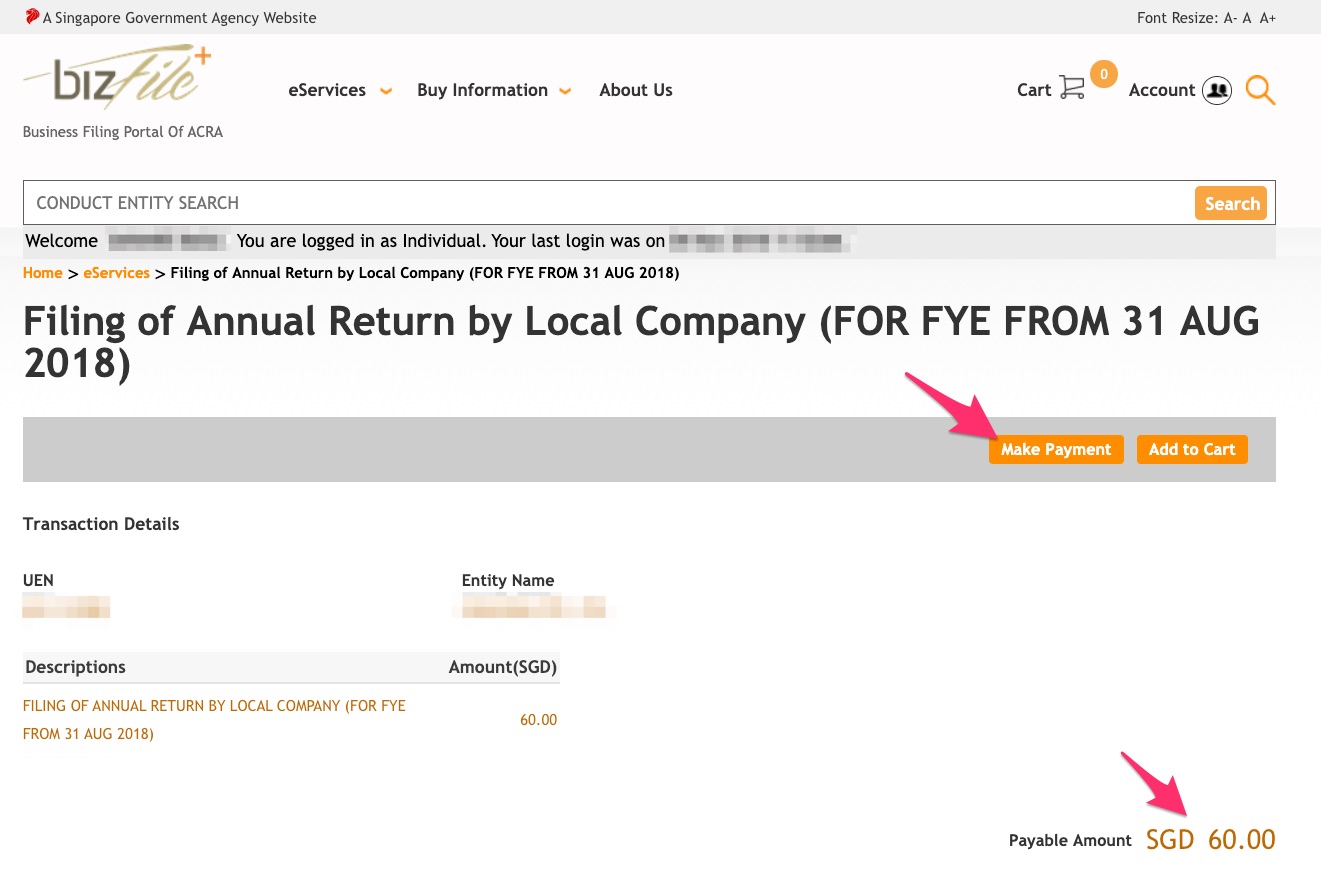 A Singapore Government Agency Website
Font Resize: A- A A+
bizfile+
Business Filing Portal Of ACRA
eServices
Buy Information
About Us
Cart
0
Account
CONDUCT ENTITY SEARCH
Search
Welcome You are logged in as Individual. Your last login was on
Home > eServices > Filing of Annual Return by Local Company (FOR FYE FROM 31 AUG 2018)
Filing of Annual Return by Local Company (FOR FYE FROM 31 AUG
2018)
Make Payment
Add to Cart
Transaction Details
UEN
Entity Name
Descriptions
Amount(SGD)
FILING OF ANNUAL RETURN BY LOCAL COMPANY (FOR FYE
FROM 31 AUG 2018)
60.00
Payable Amount SGD 60.00